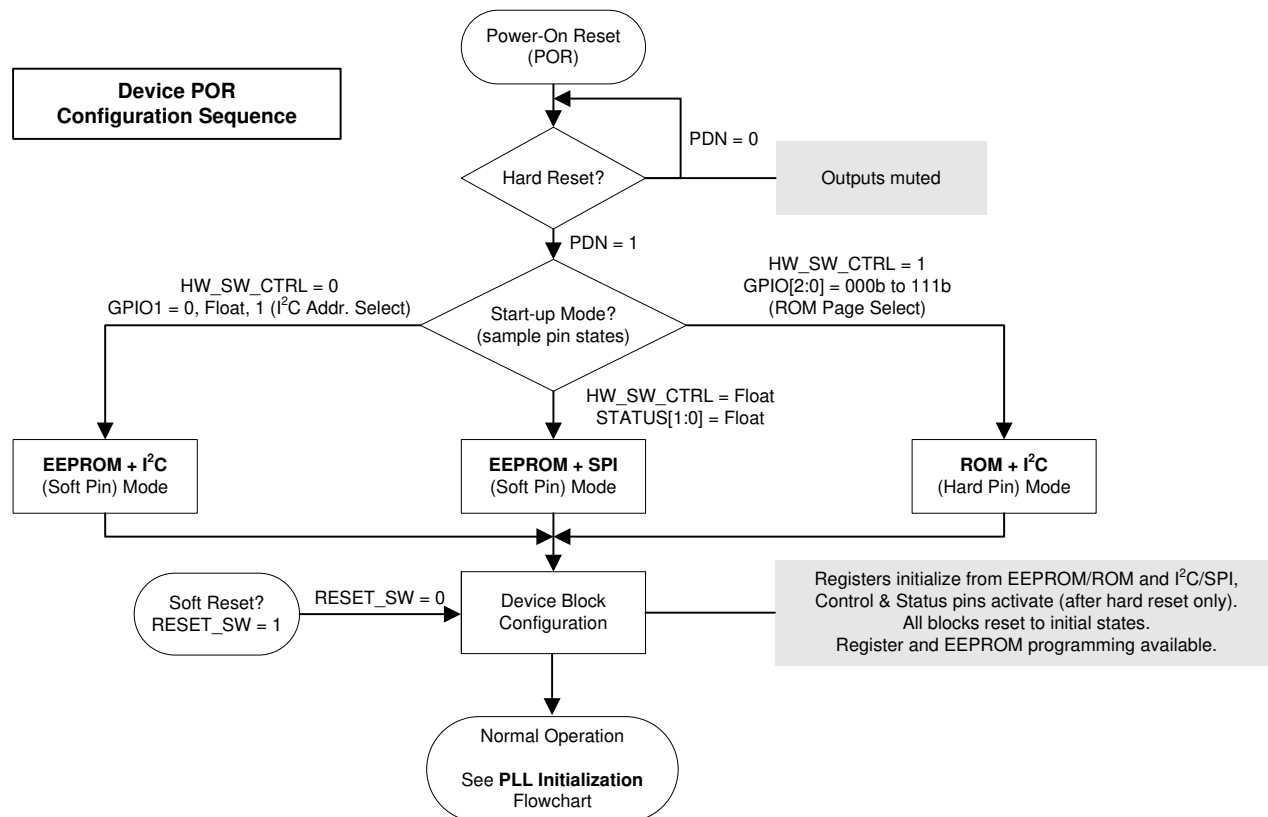 Power-On Reset
(POR)
Device POR
Configuration Sequence
PDN = 0
Hard Reset?
Outputs muted
PDN = 1
HW_SW_CTRL = 0
GPIO1 = 0, Float, 1 (I²C Addr. Select)
HW_SW_CTRL = 1
GPIO[2:0] = 000b to 111b
(ROM Page Select)
Start-up Mode?
(sample pin states)
HW_SW_CTRL = Float
STATUS[1:0] = Float
EEPROM + I²C
(Soft Pin) Mode
EEPROM + SPI
(Soft Pin) Mode
ROM + I²C
(Hard Pin) Mode
Soft Reset?
RESET_SW = 1
RESET_SW = 0
Device Block
Configuration
Registers initialize from EEPROM/ROM and I²C/SPI,
Control & Status pins activate (after hard reset only).
All blocks reset to initial states.
Register and EEPROM programming available.
Normal Operation
See PLL Initialization
Flowchart